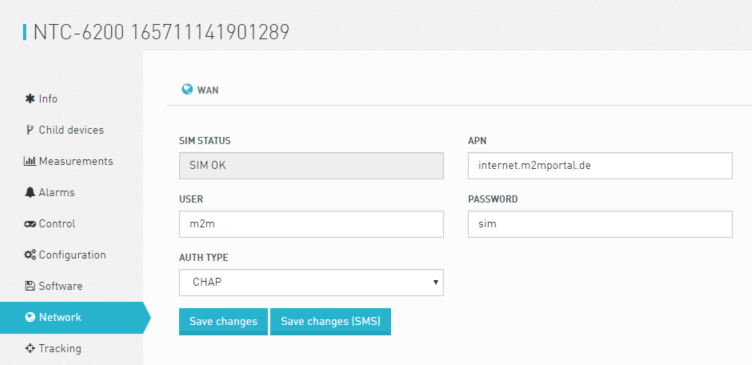 NTC-6200 165711141901289
Info
Child devices
Measurements
Alarms
Control
Configuration
Software
Network
Tracking
WAN
SIM STATUS
SIM OK
APN
internet.m2mportal.de
USER
m2m
PASSWORD
sim
AUTH TYPE
CHAP
Save changes
Save changes (SMS)